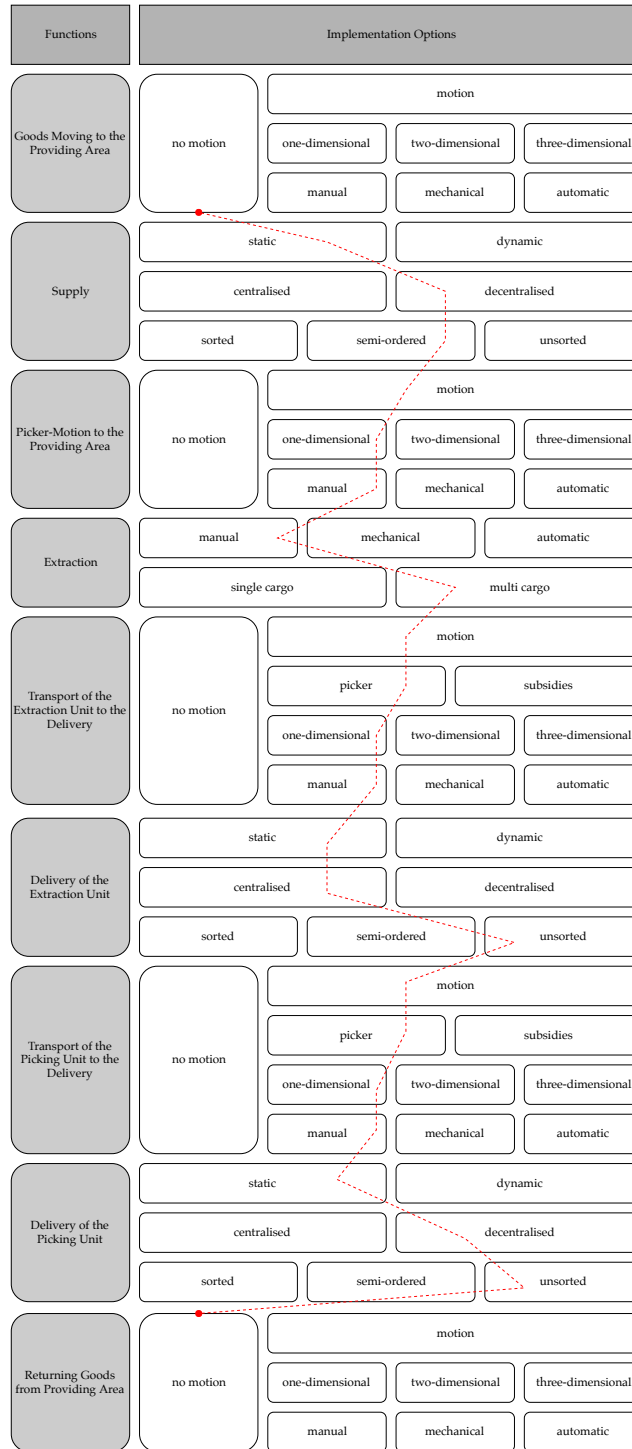 Functions
Implementation Options
Goods Moving to the
Providing Area
no motion
motion
one-dimensional
two-dimensional
three-dimensional
manual
mechanical
automatic
Supply
static
dynamic
centralised
decentralised
sorted
semi-ordered
unsorted
Picker-Motion to the
Providing Area
no motion
motion
one-dimensional
two-dimensional
three-dimensional
manual
mechanical
automatic
Extraction
manual
mechanical
automatic
single cargo
multi cargo
Transport of the
Extraction Unit to the
Delivery
no motion
motion
picker
subsidies
one-dimensional
two-dimensional
three-dimensional
manual
mechanical
automatic
Delivery of the
Extraction Unit
static
dynamic
centralised
decentralised
sorted
semi-ordered
unsorted
Transport of the
Picking Unit to the
Delivery
no motion
motion
picker
subsidies
one-dimensional
two-dimensional
three-dimensional
manual
mechanical
automatic
Delivery of the
Picking Unit
static
dynamic
centralised
decentralised
sorted
semi-ordered
unsorted
Returning Goods
from Providing Area
no motion
motion
one-dimensional
two-dimensional
three-dimensional
manual
mechanical
automatic